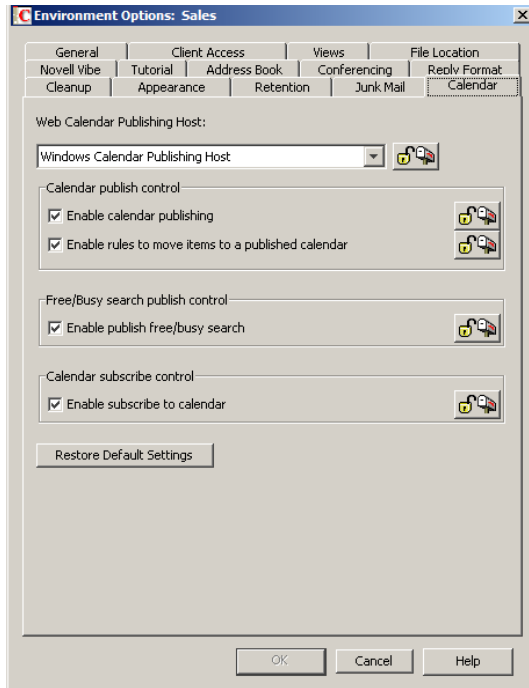 Environment Options: Sales
General Client Access Views File Location
Novell Vibe Tutorial Address Book Conferencing Reply Format
Cleanup Appearance Retention Junk Mail Calendar
Web Calendar Publishing Host:
Windows Calendar Publishing Host
Calendar publish control
Enable calendar publishing
Enable rules to move items to a published calendar
Free/Busy search publish control
Enable publish free/busy search
Calendar subscribe control
Enable subscribe to calendar
Restore Default Settings
OK Cancel Help